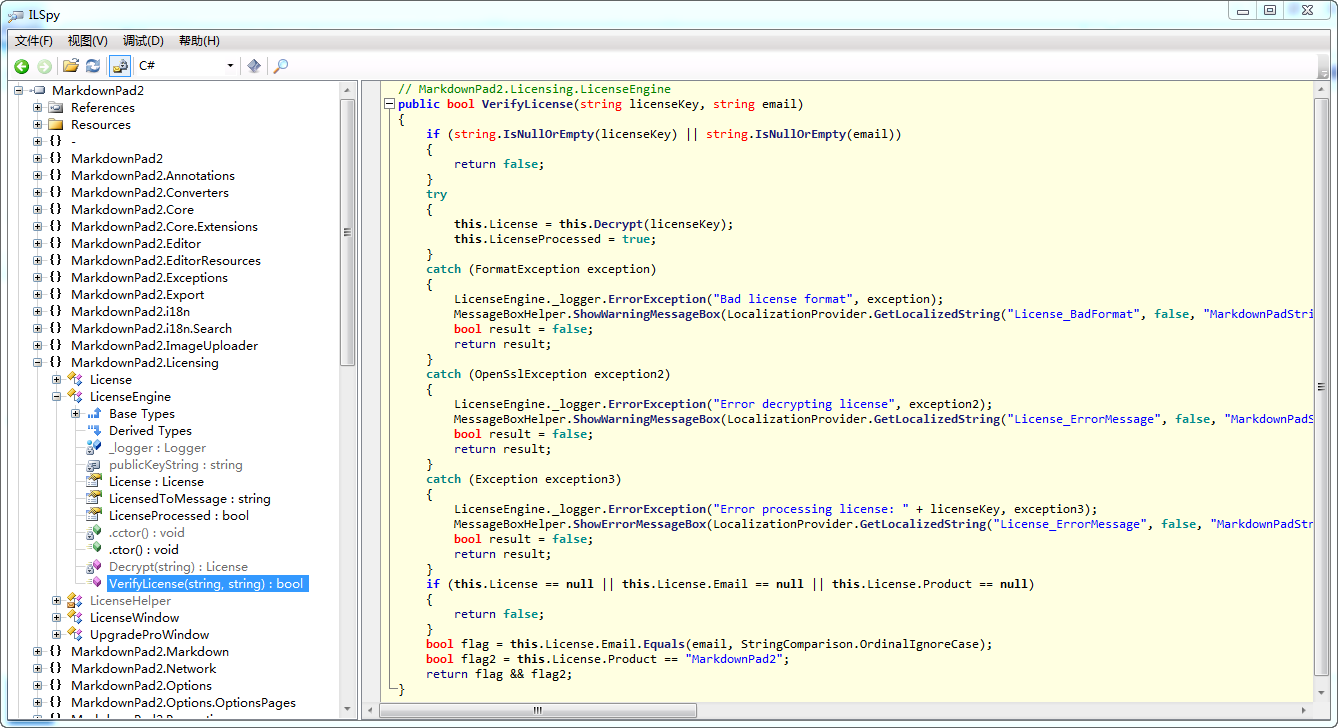 ILSpy
文件(F) 视图(V) 调试(D) 帮助(H)
C#
MarkdownPad2
References
Resources
{} -
{} MarkdownPad2
{} MarkdownPad2.Annotations
{} MarkdownPad2.Converters
{} MarkdownPad2.Core
{} MarkdownPad2.Core.Extensions
{} MarkdownPad2.Editor
{} MarkdownPad2.EditorResources
{} MarkdownPad2.Exceptions
{} MarkdownPad2.Export
{} MarkdownPad2.i18n
{} MarkdownPad2.i18n.Search
{} MarkdownPad2.ImageUploader
{} MarkdownPad2.Licensing
License
LicenseEngine
Base Types
Derived Types
_logger : Logger
publicKeyString : string
License : License
LicensedToMessage : string
LicenseProcessed : bool
.cctor() : void
.ctor() : void
Decrypt(string) : License
VerifyLicense(string, string) : bool
LicenseHelper
LicenseWindow
UpgradeProWindow
{} MarkdownPad2.Markdown
{} MarkdownPad2.Network
{} MarkdownPad2.Options
{} MarkdownPad2.Options.OptionsPages
// MarkdownPad2.Licensing.LicenseEngine
public bool VerifyLicense(string licenseKey, string email)
{
if (string.IsNullOrEmpty(licenseKey) || string.IsNullOrEmpty(email))
{
return false;
}
try
{
this.License = this.Decrypt(licenseKey);
this.LicenseProcessed = true;
}
catch (FormatException exception)
{
LicenseEngine._logger.ErrorException("Bad license format", exception);
MessageBoxHelper.ShowWarningMessageBox(LocalizationProvider.GetLocalizedString("License_BadFormat", false, "MarkdownPadStri
bool result = false;
return result;
}
catch (OpenSslException exception2)
{
LicenseEngine._logger.ErrorException("Error decrypting license", exception2);
MessageBoxHelper.ShowWarningMessageBox(LocalizationProvider.GetLocalizedString("License_ErrorMessage", false, "MarkdownPadS
bool result = false;
return result;
}
catch (Exception exception3)
{
LicenseEngine._logger.ErrorException("Error processing license: " + licenseKey, exception3);
MessageBoxHelper.ShowErrorMessageBox(LocalizationProvider.GetLocalizedString("License_ErrorMessage", false, "MarkdownPadStr
bool result = false;
return result;
}
if (this.License == null || this.License.Email == null || this.License.Product == null)
{
return false;
}
bool flag = this.License.Email.Equals(email, StringComparison.OrdinalIgnoreCase);
bool flag2 = this.License.Product == "MarkdownPad2";
return flag && flag2;
}